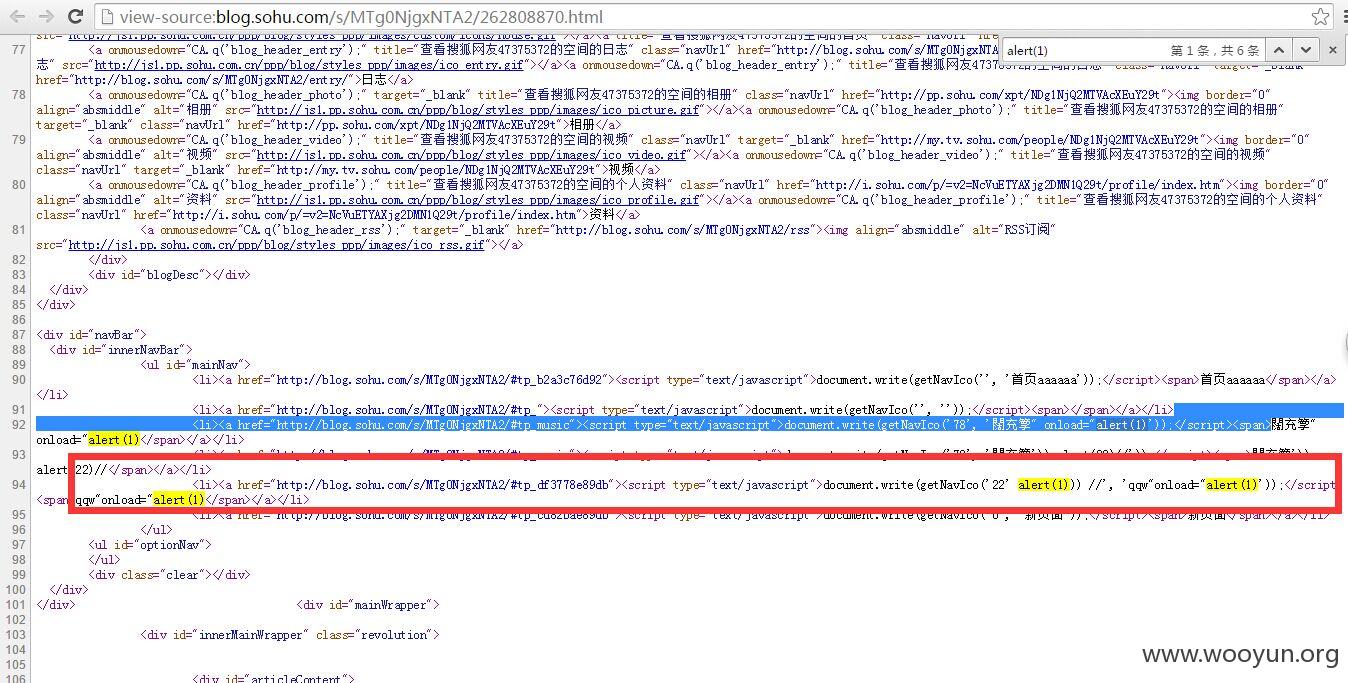 view-source:blog.sohu.com/s/MTg0NjgxNTA2/262808870.html
alert(1) 第 1 条，共 6 条
77 <a onmousedown="CA.q('blog_header_entry');" title="查看搜狐网友47375372的空间的日志" class="navUrl" href="http://blog.sohu.com/s/MTg0NjgxNTA
志" src="http://js1.pp.sohu.com.cn/ppp/blog/styles_ppp/images/ico_entry.gif"></a><a onmousedown="CA.q('blog_header_entry');" title="查看搜狐网友47375372的空间的日志" class="navUrl" target="_blank"
href="http://blog.sohu.com/s/MTg0NjgxNTA2/entry/">日志</a>
78 <a onmousedown="CA.q('blog_header_photo');" target="_blank" title="查看搜狐网友47375372的空间的相册" class="navUrl" href="http://pp.sohu.com/xpt/NDg1NjQ2MTVAcXEuY29t"><img border="0"
align="absmiddle" alt="相册" src="http://js1.pp.sohu.com.cn/ppp/blog/styles_ppp/images/ico_picture.gif"></a><a onmousedown="CA.q('blog_header_photo');" title="查看搜狐网友47375372的空间的相册"
target="_blank" class="navUrl" href="http://pp.sohu.com/xpt/NDg1NjQ2MTVAcXEuY29t">相册</a>
79 <a onmousedown="CA.q('blog_header_video');" title="查看搜狐网友47375372的空间的视频" class="navUrl" target="_blank" href="http://my.tv.sohu.com/people/NDg1NjQ2MTVAcXEuY29t"><img border="0"
align="absmiddle" alt="视频" src="http://js1.pp.sohu.com.cn/ppp/blog/styles_ppp/images/ico_video.gif"></a><a onmousedown="CA.q('blog_header_video');" title="查看搜狐网友47375372的空间的视频"
class="navUrl" target="_blank" href="http://my.tv.sohu.com/people/NDg1NjQ2MTVAcXEuY29t">视频</a>
80 <a onmousedown="CA.q('blog_header_profile');" title="查看搜狐网友47375372的空间的个人资料" class="navUrl" href="http://i.sohu.com/p/=v2=NcVuETYAXjg2DMN1Q29t/profile/index.htm"><img border="0"
align="absmiddle" alt="资料" src="http://js1.pp.sohu.com.cn/ppp/blog/styles_ppp/images/ico_profile.gif"></a><a onmousedown="CA.q('blog_header_profile');" title="查看搜狐网友47375372的空间的个人资料"
class="navUrl" href="http://i.sohu.com/p/=v2=NcVuETYAXjg2DMN1Q29t/profile/index.htm">资料</a>
81 <a onmousedown="CA.q('blog_header_rss');" target="_blank" href="http://blog.sohu.com/s/MTg0NjgxNTA2/rss"><img align="absmiddle" alt="RSS订阅"
src="http://js1.pp.sohu.com.cn/ppp/blog/styles_ppp/images/ico_rss.gif"></a>
82 </div>
83 <div id="blogDesc"></div>
84 </div>
85 </div>
86
87 <div id="navBar">
88 <div id="innerNavBar">
89 <ul id="mainNav">
90 <li><a href="http://blog.sohu.com/s/MTg0NjgxNTA2/#tp_b2a3c76d92"><script type="text/javascript">document.write(getNavIco('', '首页aaaaaa'));</script><span>首页aaaaaa</span></a>
</li>
91 <li><a href="http://blog.sohu.com/s/MTg0NjgxNTA2/#tp_"><script type="text/javascript">document.write(getNavIco('', ''));</script><span></span></a></li>
92 <li><a href="http://blog.sohu.com/s/MTg0NjgxNTA2/#tp_music"><script type="text/javascript">document.write(getNavIco('78', '闊充箰" onload="alert(1)'));</script><span>闊充箰"
onload="alert(1)</span></a></li>
93
alert(22)//</span></a></li>
94 <li><a href="http://blog.sohu.com/s/MTg0NjgxNTA2/#tp_df3778e89db"><script type="text/javascript">document.write(getNavIco('22' alert(1))) //', 'qqw"onload="alert(1)'));</script
<span qqw"onload="alert(1)</span></a></li>
95 <li><a href="http://blog.sohu.com/s/MTg0NjgxNTA2/#tp_cd82bae89db"><script type="text/javascript">document.write(getNavIco('0', '新页面'));</script><span>新页面</span></a></li>
96 </ul>
97 <ul id="optionNav">
98 </ul>
99 <div class="clear"></div>
100 </div>
101 </div> <div id="mainWrapper">
102
103 <div id="innerMainWrapper" class="revolution">
104
105
106 <div id="articleContent">
www.wooyun.org